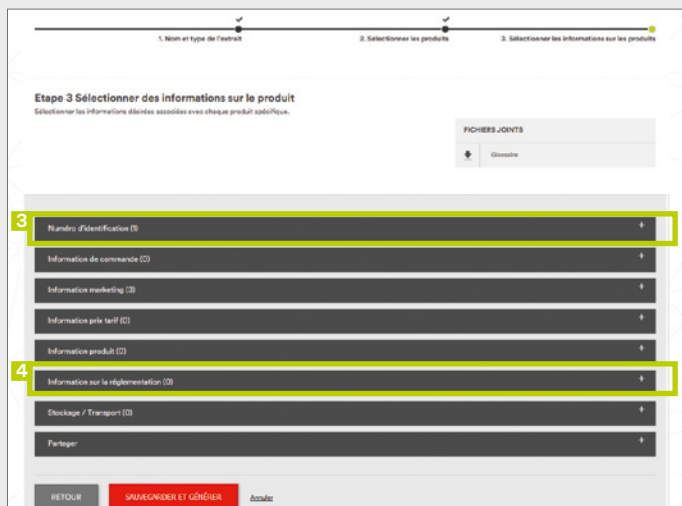 1. Nom et type de l'extrait
2. Sélectionner les produits
3. Sélectionner les informations sur les produits
Etape 3 Sélectionner des informations sur le produit
Sélectionner les informations désirées associées avec chaque produit spécifique.
FICHIERS JOINTS
Glossaire
3
Numéro d'identification (1)
+
Information de commande (0)
+
Information marketing (3)
+
Information prix tarif (0)
+
Information produit (0)
+
4
Information sur la réglementation (0)
+
Stockage / Transport (0)
+
Partager
+
RETOUR
SAUVEGARDER ET GÉNÉRER
Annuler